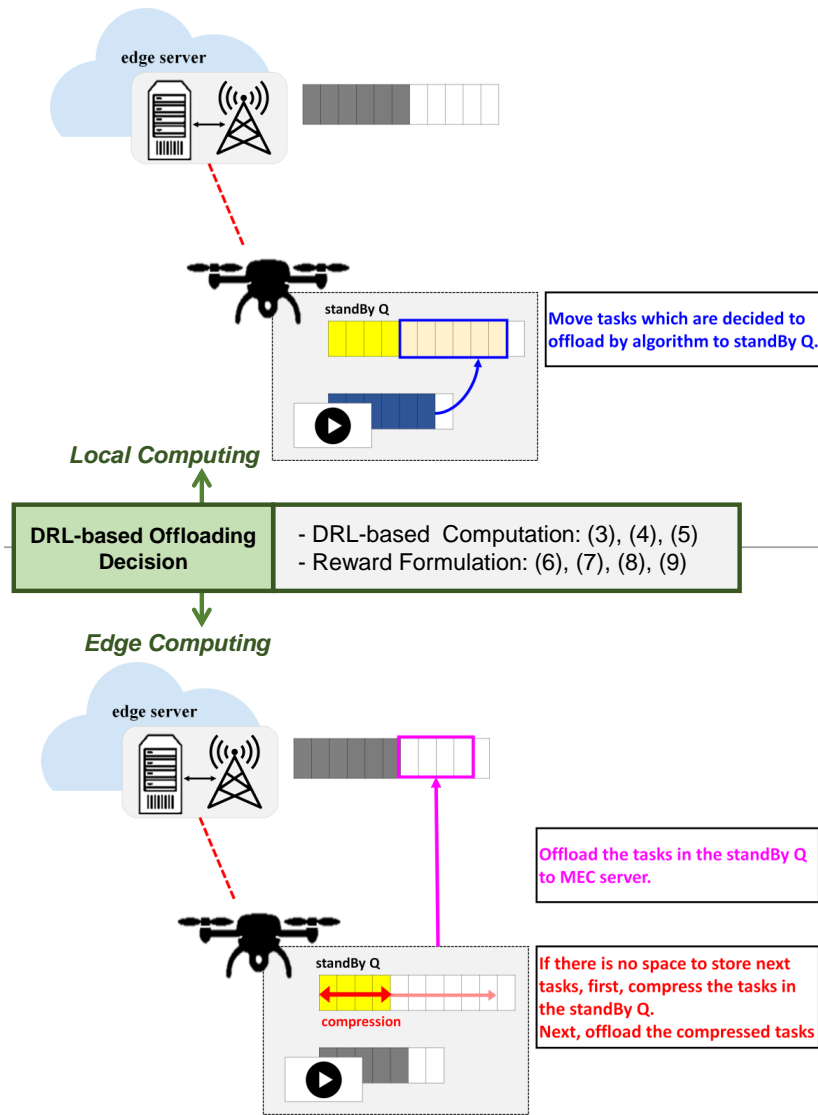 edge server
standBy Q
Move tasks which are decided to
offload by algorithm to standBy Q.
Local Computing
DRL-based Offloading
Decision
- DRL-based Computation: (3), (4), (5)
- Reward Formulation: (6), (7), (8), (9)
Edge Computing
edge server
Offload the tasks in the standBy Q
to MEC server.
standBy Q
compression
If there is no space to store next
tasks, first, compress the tasks in
the standBy Q.
Next, offload the compressed tasks